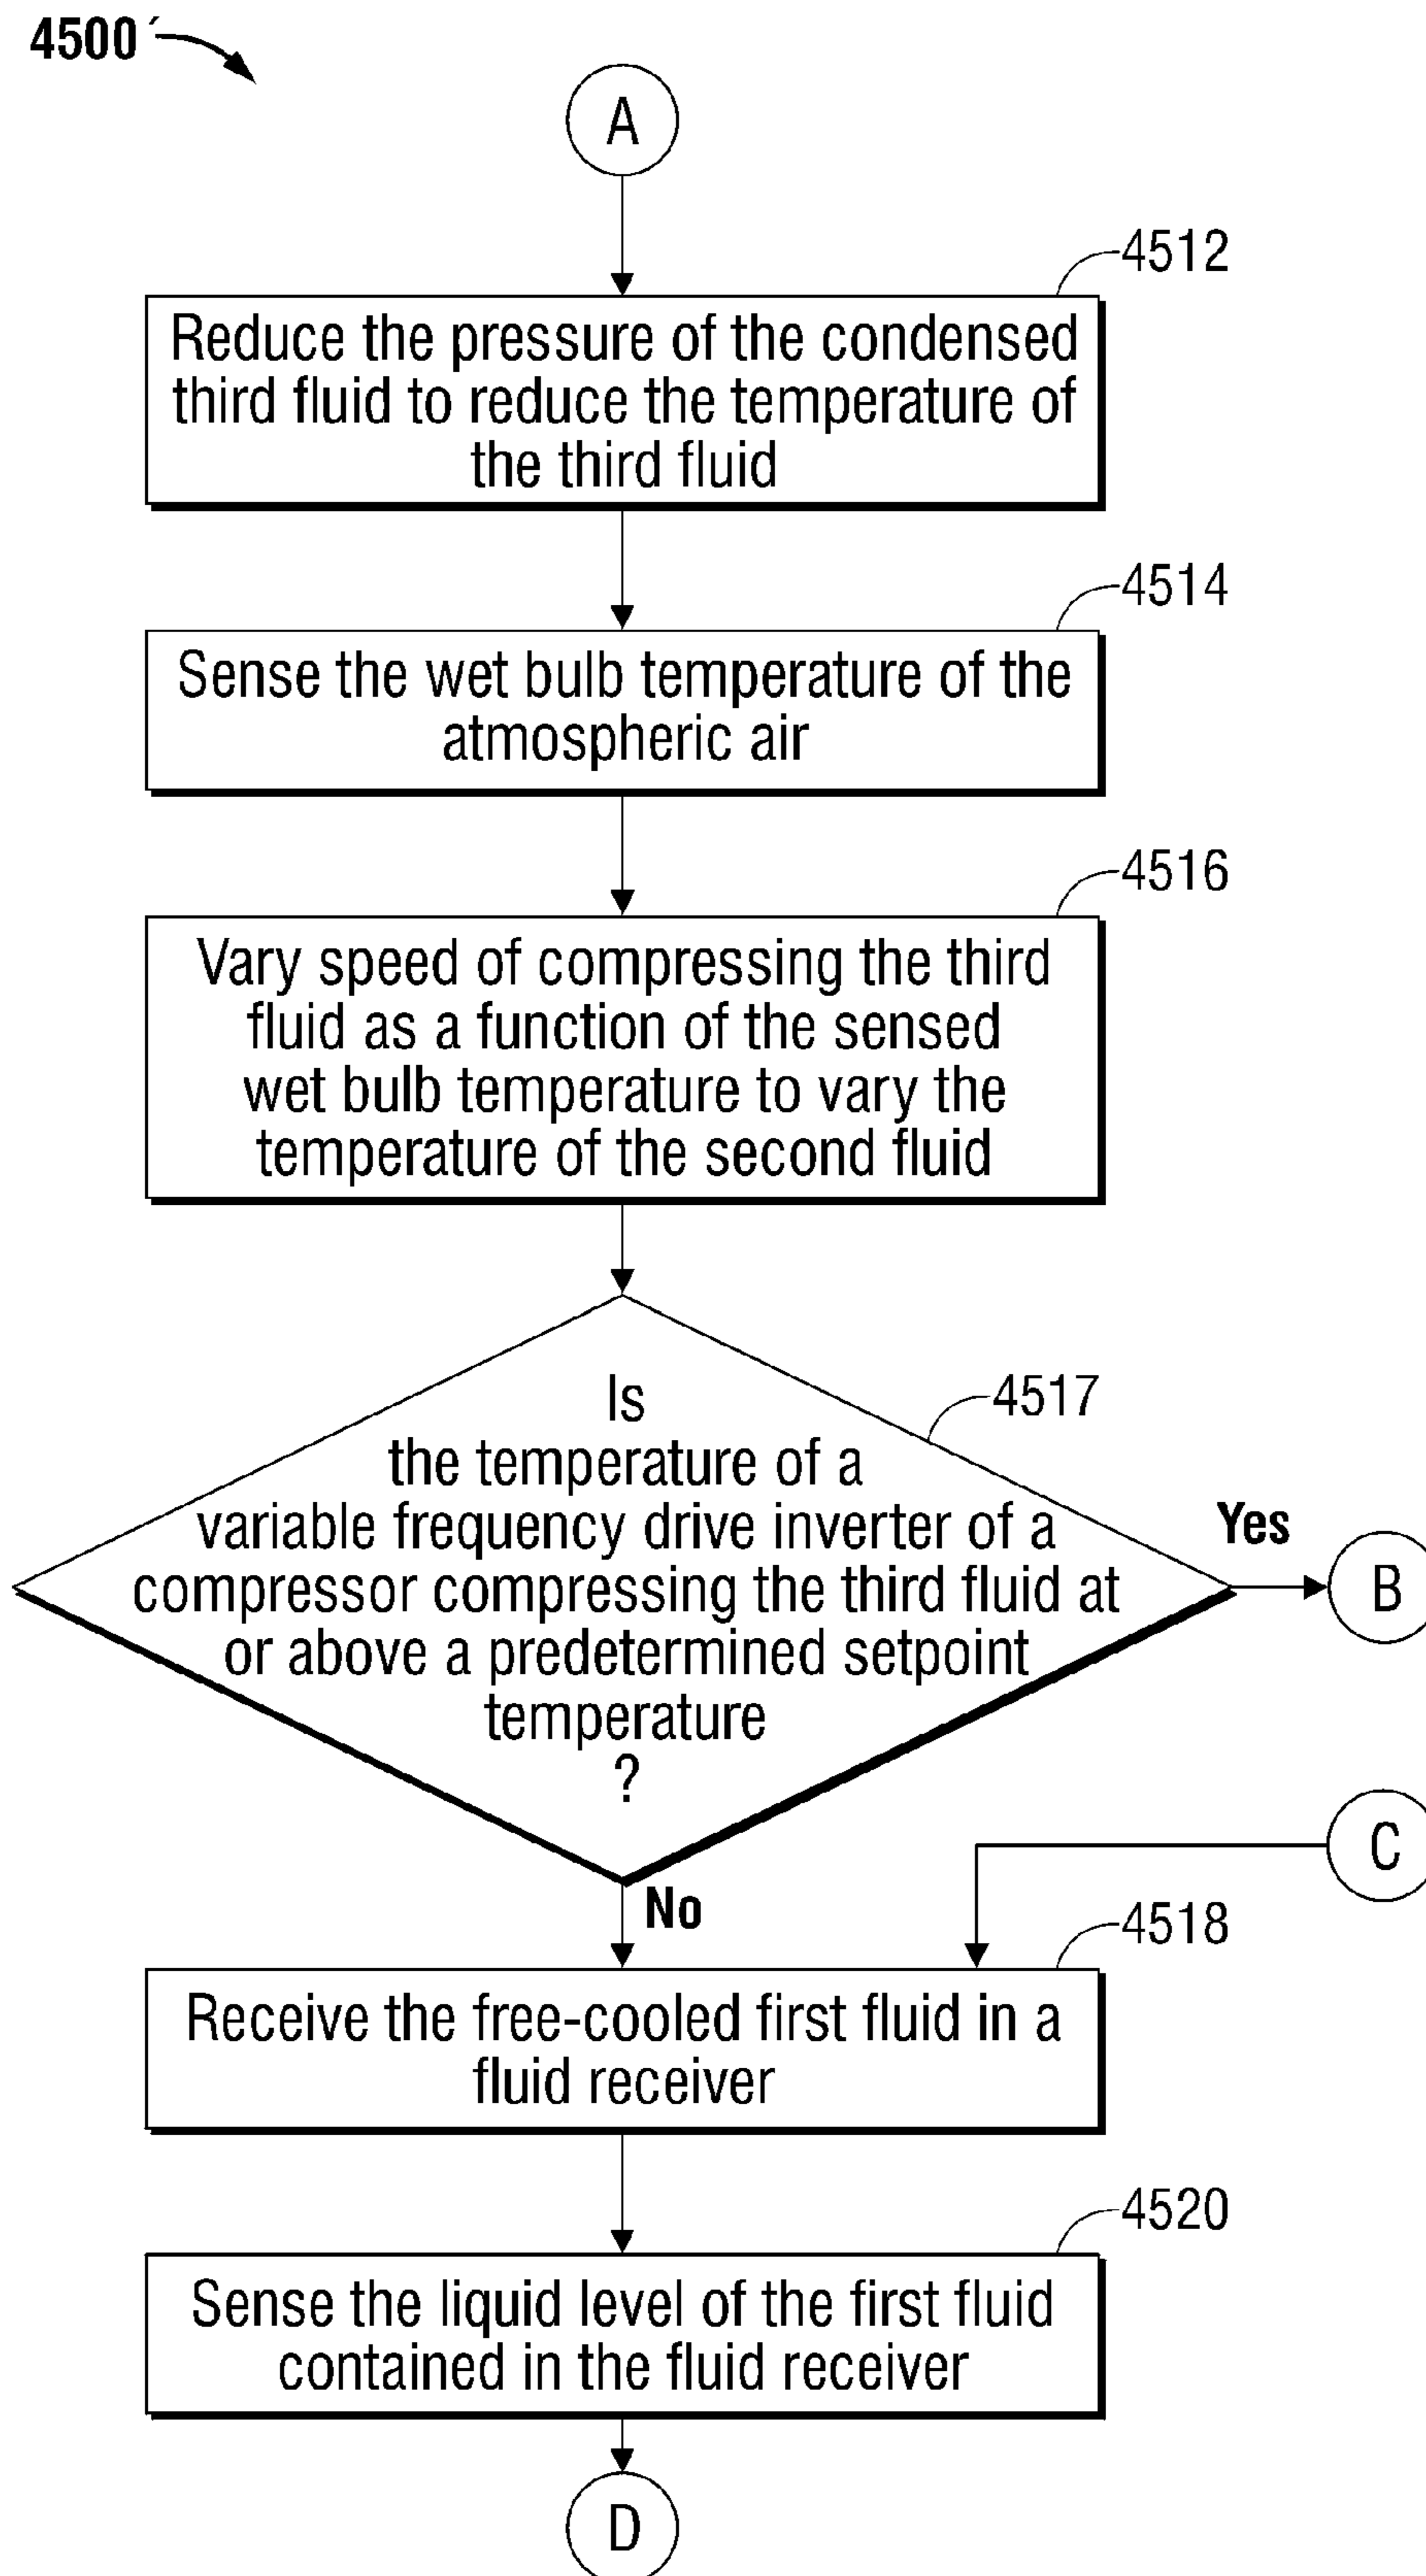 4500´
A
4512
Reduce the pressure of the condensed
third fluid to reduce the temperature of
the third fluid
4514
Sense the wet bulb temperature of the
atmospheric air
4516
Vary speed of compressing the third
fluid as a function of the sensed
wet bulb temperature to vary the
temperature of the second fluid
4517
Is
the temperature of a
variable frequency drive inverter of a
compressor compressing the third fluid at
or above a predetermined setpoint
temperature
?
Yes
B
C
No
4518
Receive the free-cooled first fluid in a
fluid receiver
4520
Sense the liquid level of the first fluid
contained in the fluid receiver
D